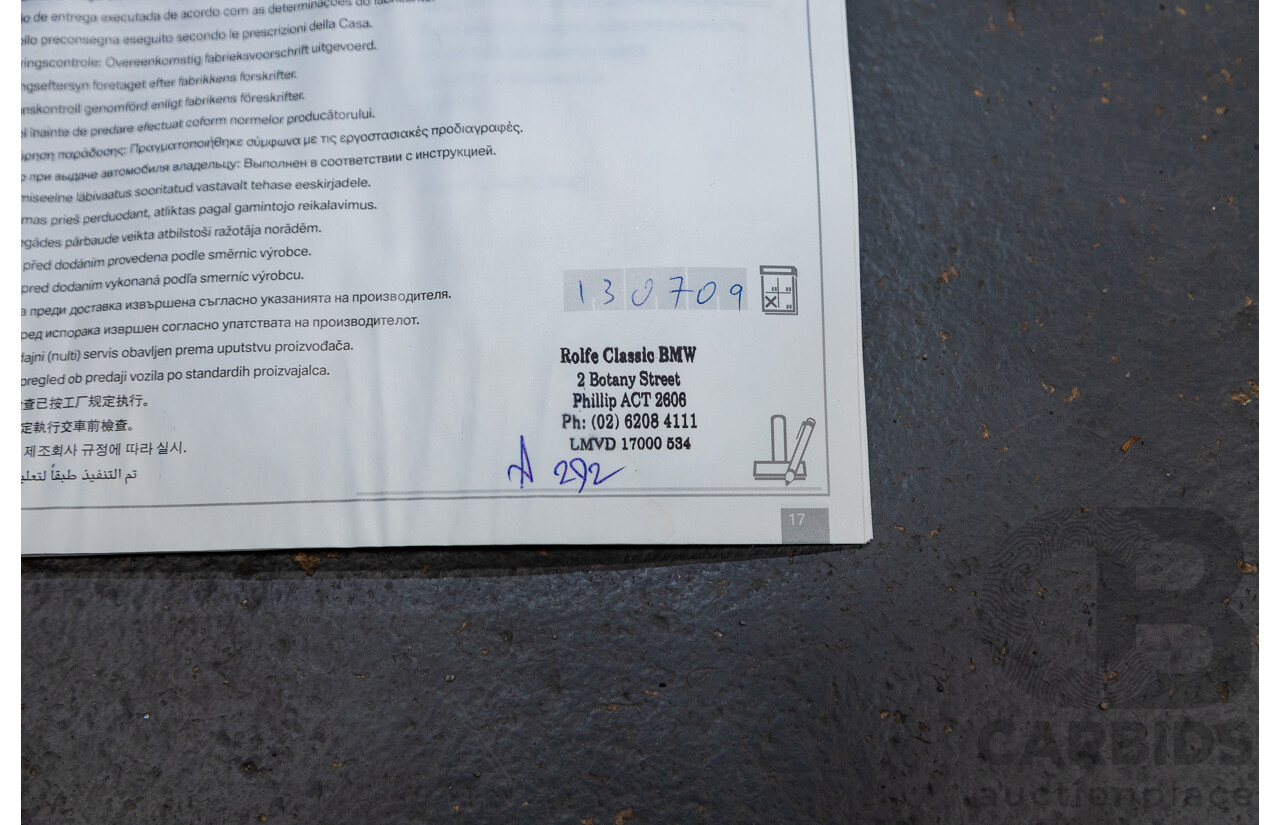 io de entrega executada de acordo com as determinações do fabricante.
ollo preconsegna eseguito secondo le prescrizioni della Casa.
ringscontrole: Overeenkomstig fabrieksvoorschrift uitgevoerd.
ngseftersyn foretaget efter fabrikkens forskrifter.
nskontroll genomförd enligt fabrikens föreskrifter.
l înainte de predare efectuat coform normelor producătorului.
ώρηση παράδοσης: Πραγματοποιήθηκε σύμφωνα με τις εργοστασιακές προδιαγραφές.
р при выдаче автомобиля владельцу: Выполнен в соответствии с инструкцией.
miseelne läbivaatus sooritatud vastavalt tehase eeskirjadele.
mas prieš perduodant, atliktas pagal gamintojo reikalavimus.
egādes pārbaude veikta atbilstoši ražotāja norādēm.
před dodáním provedena podle směrnic výrobce.
pred dodaním vykonaná podľa smerníc výrobcu.
а преди доставка извършена съгласно указанията на производителя.
ред испорака извршен согласно упатствата на производителот.
dajni (nulti) servis obavljen prema uputstvu proizvođača.
pregled ob predaji vozila po standardih proizvajalca.
查已按工厂规定执行。
定執行交車前檢查。
제조회사 규정에 따라 실시.
تم التنفيذ طبقاً لتعلي
130709
Rolfe Classic BMW
2 Botany Street
Phillip ACT 2606
Ph: (02) 6208 4111
LMVD 17000 534
292
17
CB
CARBIDS
auctionplace